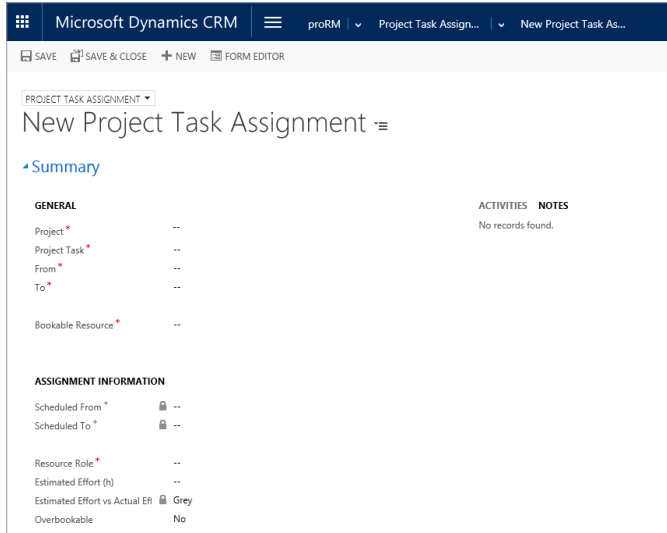 Microsoft Dynamics CRM proRM Project Task Assign... New Project Task As...
SAVE SAVE & CLOSE NEW FORM EDITOR
PROJECT TASK ASSIGNMENT
New Project Task Assignment
Summary
GENERAL
Project * --
Project Task * --
From * --
To * --
Bookable Resource * --
ACTIVITIES NOTES
No records found.
ASSIGNMENT INFORMATION
Scheduled From * --
Scheduled To * --
Resource Role * --
Estimated Effort (h) --
Estimated Effort vs Actual Eff Grey
Overbookable No